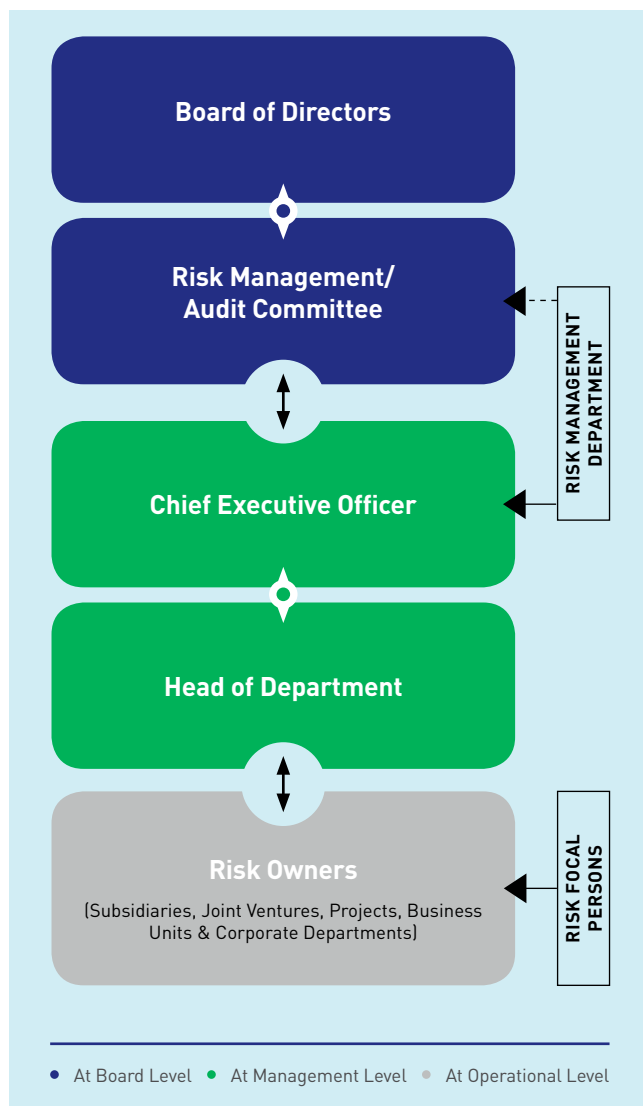 Board of Directors
Risk Management/
Audit Committee
RISK MANAGEMENT
DEPARTMENT
Chief Executive Officer
Head of Department
Risk Owners
(Subsidiaries, Joint Ventures, Projects, Business
Units & Corporate Departments)
RISK FOCAL
PERSONS
At Board Level
At Management Level
At Operational Level